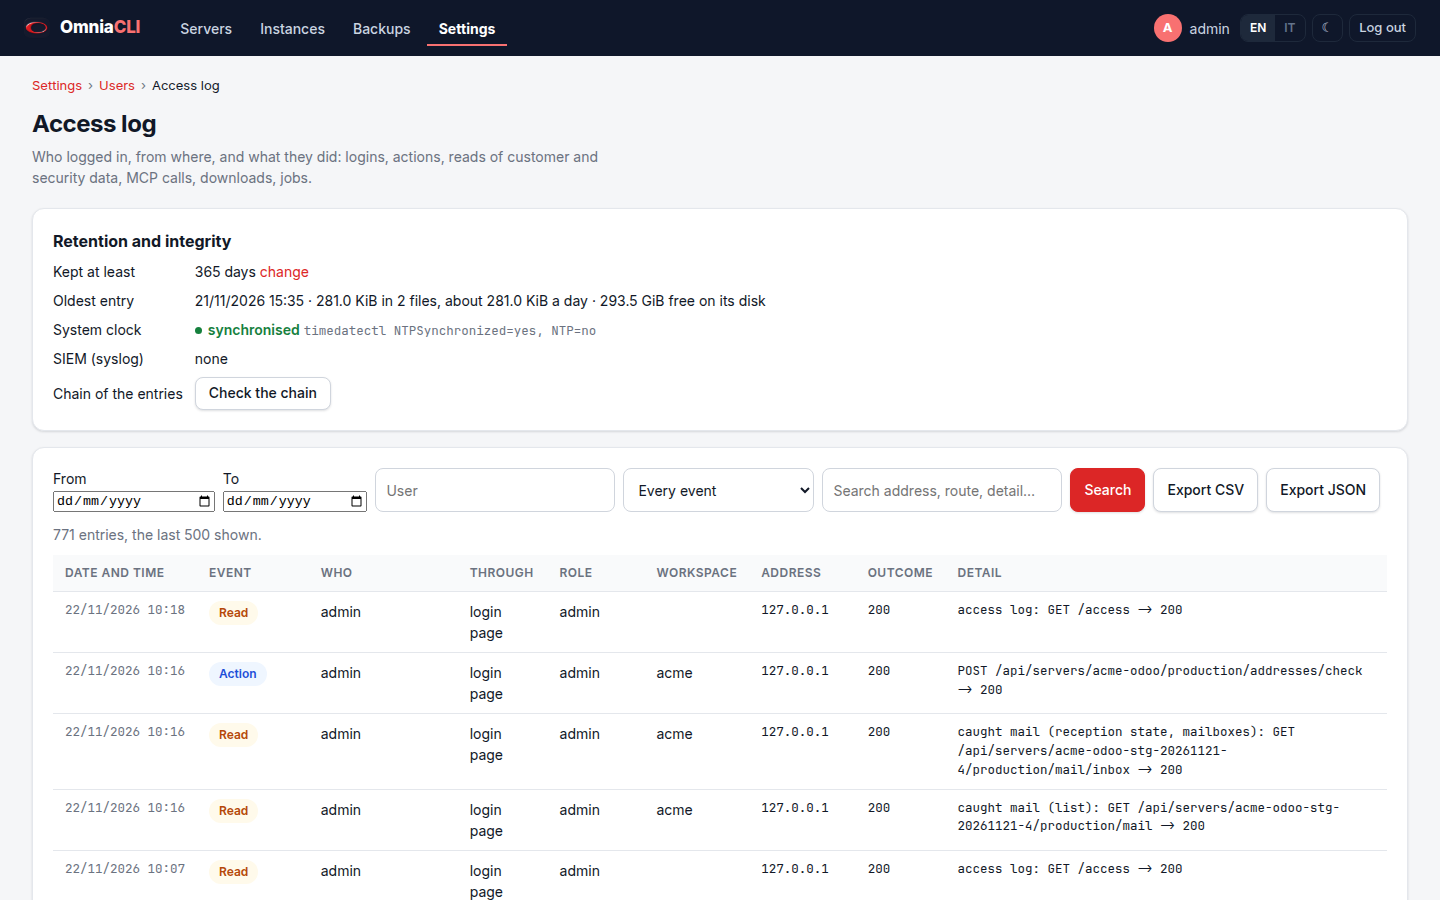 OmniaCLI Servers Instances Backups Settings A admin EN IT ☾ Log out
Settings › Users › Access log
Access log
Who logged in, from where, and what they did: logins, actions, reads of customer and
security data, MCP calls, downloads, jobs.
Retention and integrity
Kept at least 365 days change
Oldest entry 21/11/2026 15:35 · 281.0 KiB in 2 files, about 281.0 KiB a day · 293.5 GiB free on its disk
System clock ● synchronised timedatectl NTPSynchronized=yes, NTP=no
SIEM (syslog) none
Chain of the entries Check the chain
From To
dd/mm/yyyy dd/mm/yyyy User Every event Search address, route, detail... Search Export CSV Export JSON
771 entries, the last 500 shown.
DATE AND TIME EVENT WHO THROUGH ROLE WORKSPACE ADDRESS OUTCOME DETAIL
22/11/2026 10:18 Read admin login admin 127.0.0.1 200 access log: GET /access → 200
page
22/11/2026 10:16 Action admin login admin acme 127.0.0.1 200 POST /api/servers/acme-odoo/production/addresses/check
page → 200
22/11/2026 10:16 Read admin login admin acme 127.0.0.1 200 caught mail (reception state, mailboxes): GET
page /api/servers/acme-odoo-stg-20261121-
4/production/mail/inbox → 200
22/11/2026 10:16 Read admin login admin acme 127.0.0.1 200 caught mail (list): GET /api/servers/acme-odoo-stg-
page 20261121-4/production/mail → 200
22/11/2026 10:07 Read admin login admin 127.0.0.1 200 access log: GET /access → 200
page